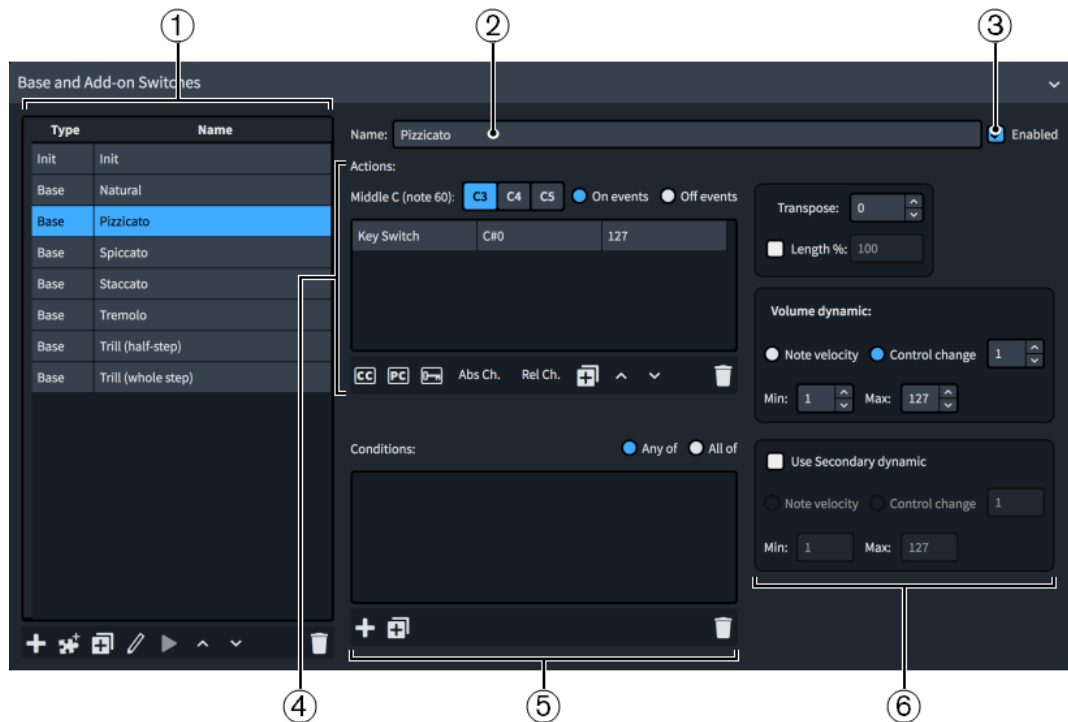 ① ② ③
Base and Add-on Switches
Type Name
Init Init
Base Natural
Base Pizzicato
Base Spiccato
Base Staccato
Base Tremolo
Base Trill (half-step)
Base Trill (whole step)
Name: Pizzicato Enabled
Actions:
Middle C (note 60): C3 C4 C5 On events Off events
Key Switch C#0 127
CC PC Abs Ch. Rel Ch.
Conditions: Any of All of
Transpose: 0
Length %: 100
Volume dynamic:
Note velocity Control change 1
Min: 1 Max: 127
Use Secondary dynamic
Note velocity Control change 1
Min: 1 Max: 127
④ ⑤ ⑥